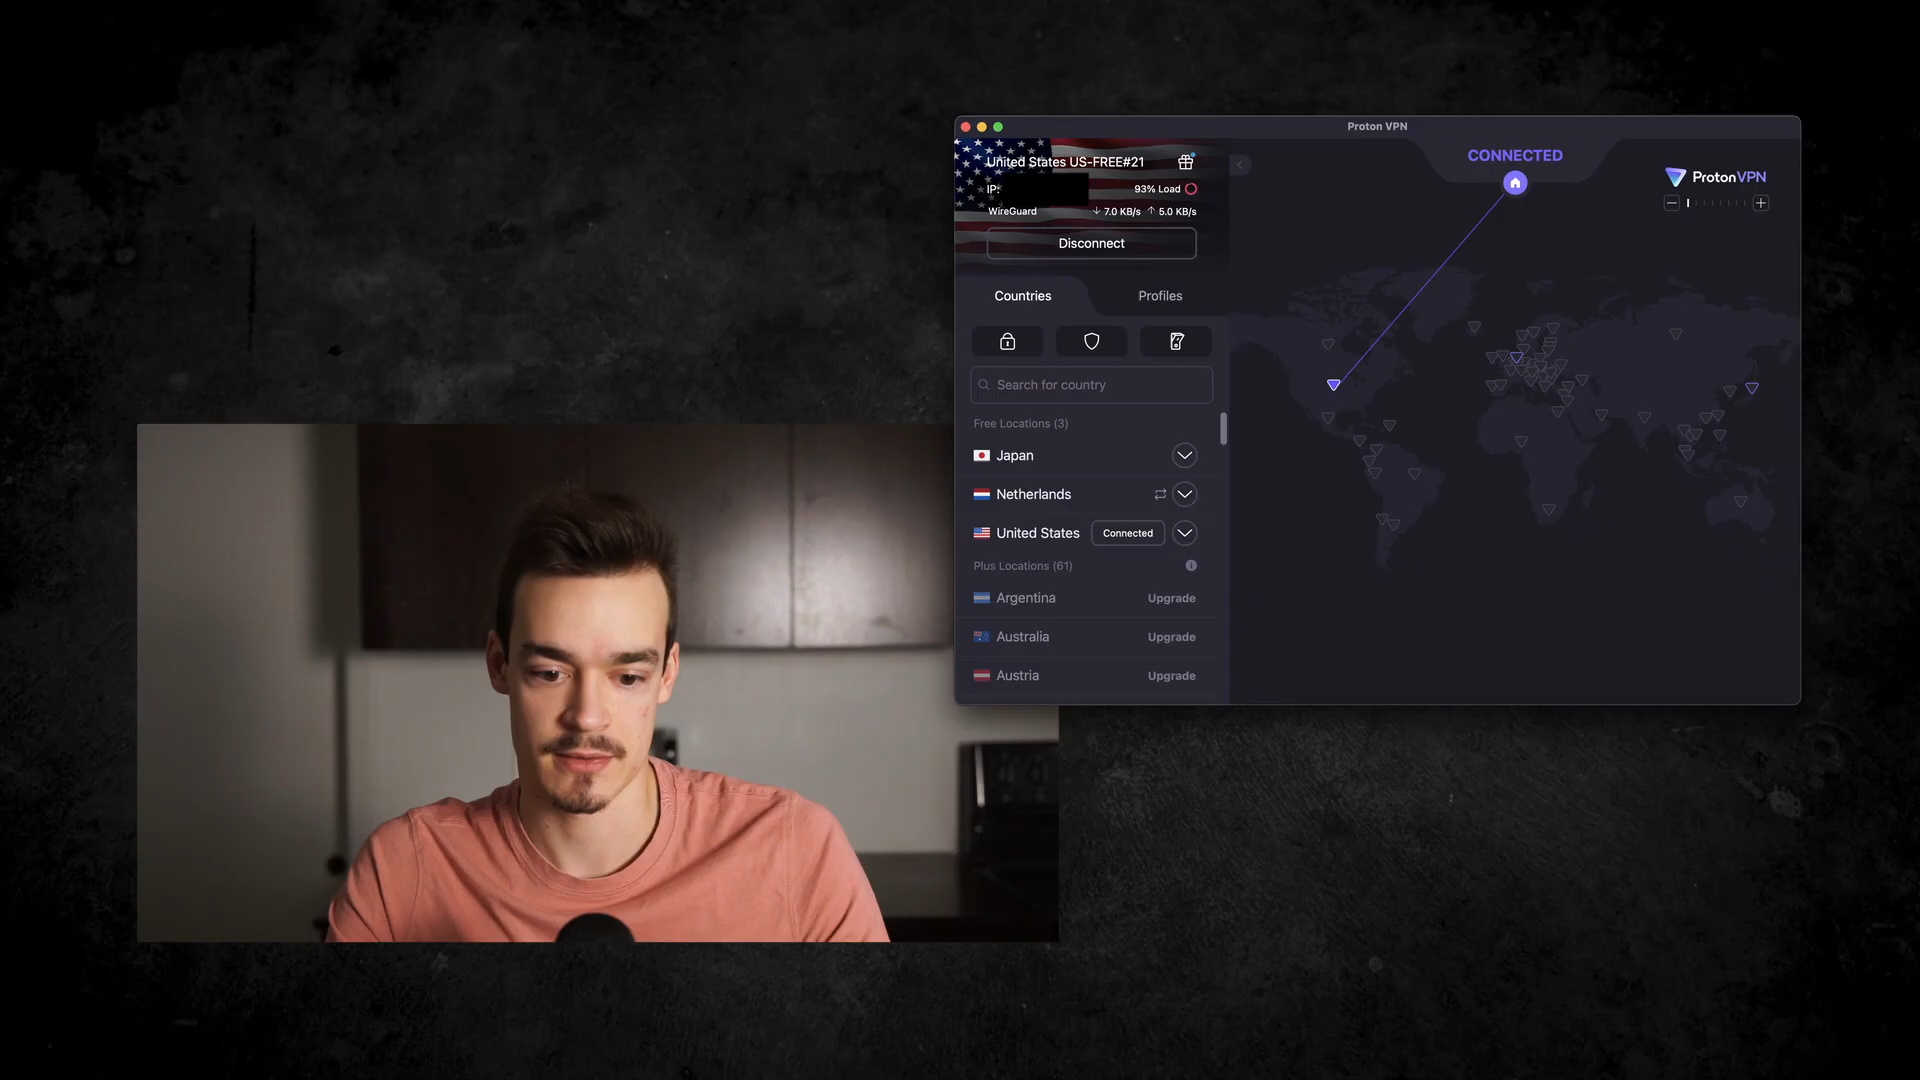 Proton VPN
United States US-FREE#21
IP:
93% Load
WireGuard
7.0 KB/s
5.0 KB/s
Disconnect
Countries
Profiles
Search for country
Free Locations (3)
Japan
Netherlands
United States
Connected
Plus Locations (61)
Argentina
Upgrade
Australia
Upgrade
Austria
Upgrade
CONNECTED
ProtonVPN